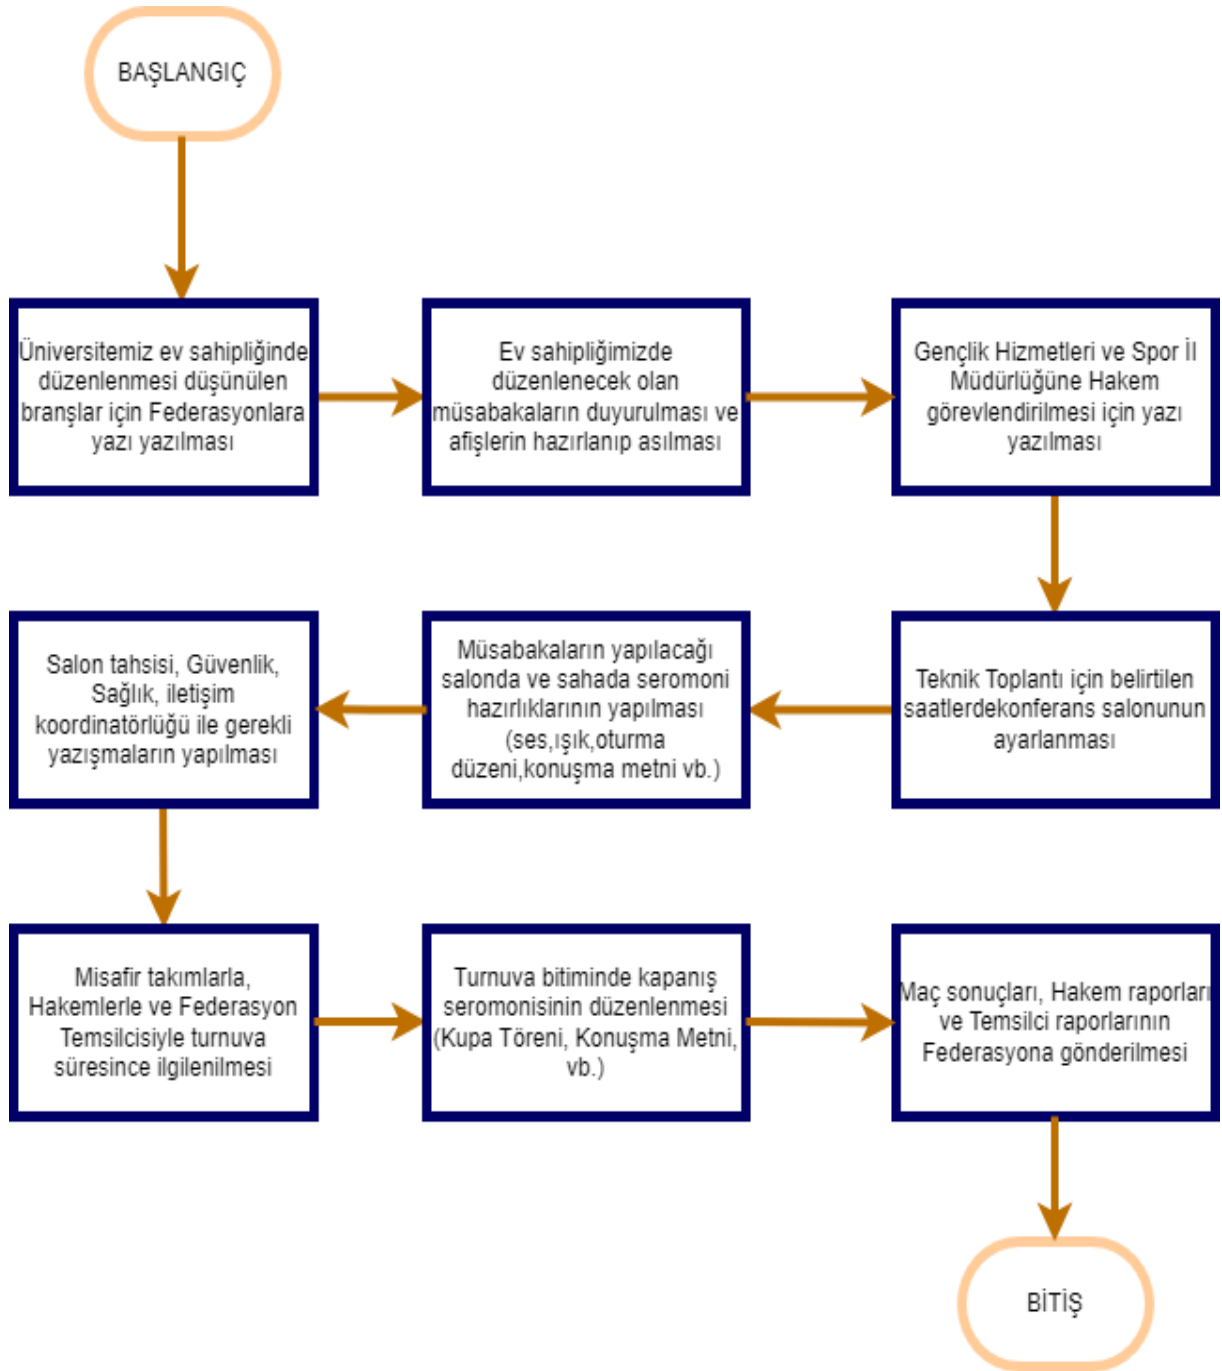 BAŞLANGIÇ
Üniversitemiz ev sahipliğinde
düzenlenmesi düşünülen
branşlar için Federasyonlara
yazı yazılması
Ev sahipliğimizde
düzenlenecek olan
müsabakaların duyurulması ve
afişlerin hazırlanıp asılması
Gençlik Hizmetleri ve Spor İl
Müdürlüğüne Hakem
görevlendirilmesi için yazı
yazılması
Teknik Toplantı için belirtilen
saatlerdekonferans salonunun
ayarlanması
Müsabakaların yapılacağı
salonda ve sahada seromoni
hazırlıklarının yapılması
(ses,ışık,oturma
düzeni,konuşma metni vb.)
Salon tahsisi, Güvenlik,
Sağlık, iletişim
koordinatörlüğü ile gerekli
yazışmaların yapılması
Misafir takımlarla,
Hakemlerle ve Federasyon
Temsilcisiyle turnuva
süresince ilgilenilmesi
Turnuva bitiminde kapanış
seromonisinin düzenlenmesi
(Kupa Töreni, Konuşma Metni,
vb.)
Maç sonuçları, Hakem raporları
ve Temsilci raporlarının
Federasyona gönderilmesi
BİTİŞ